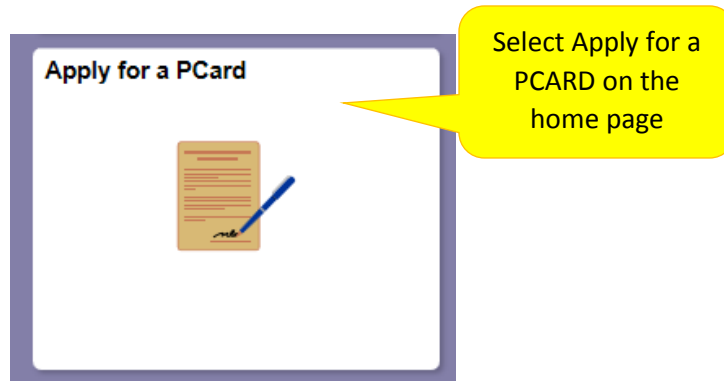 Apply for a PCard
Select Apply for a
PCARD on the
home page